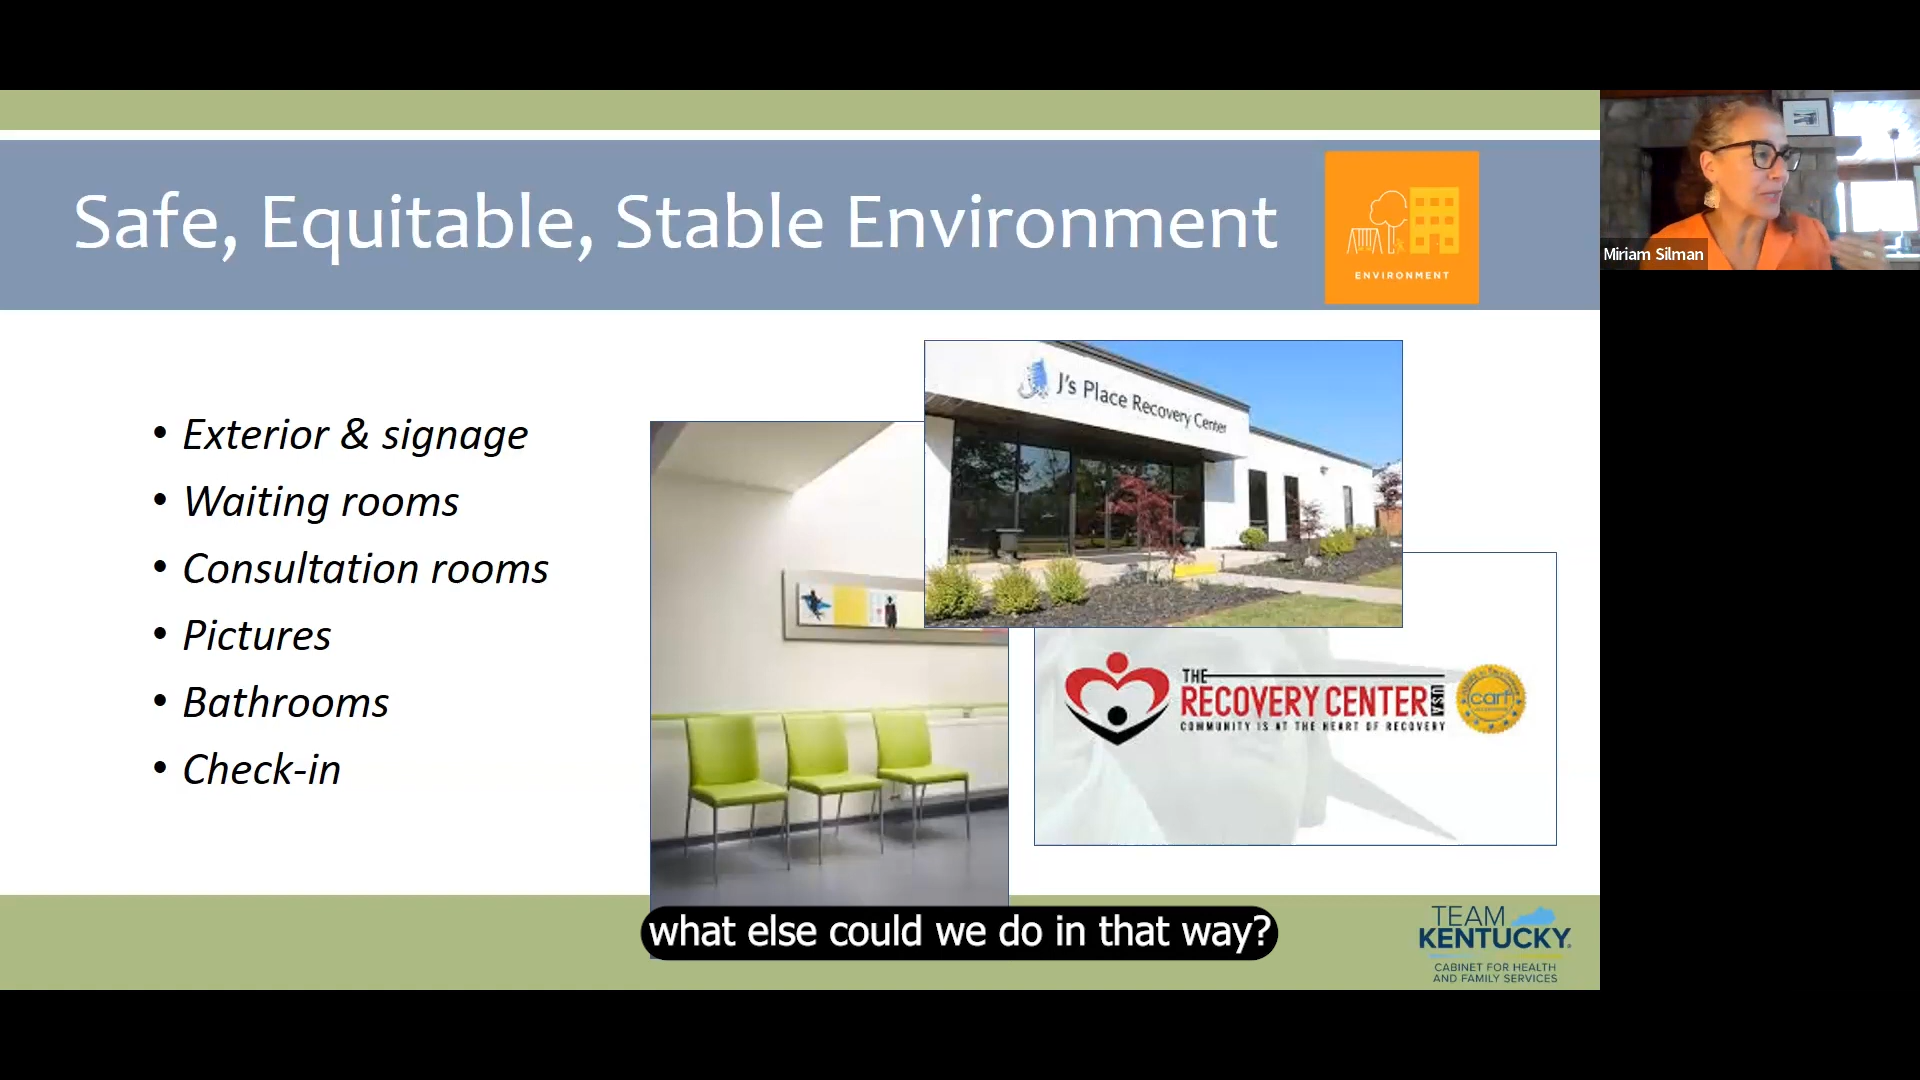 Safe, Equitable, Stable Environment
ENVIRONMENT
Miriam Silman
• Exterior & signage
• Waiting rooms
• Consultation rooms
• Pictures
• Bathrooms
• Check-in
J's Place Recovery Center
THE
RECOVERY CENTER USA
COMMUNITY IS AT THE HEART OF RECOVERY
carf
what else could we do in that way?
TEAM
KENTUCKY
CABINET FOR HEALTH
AND FAMILY SERVICES